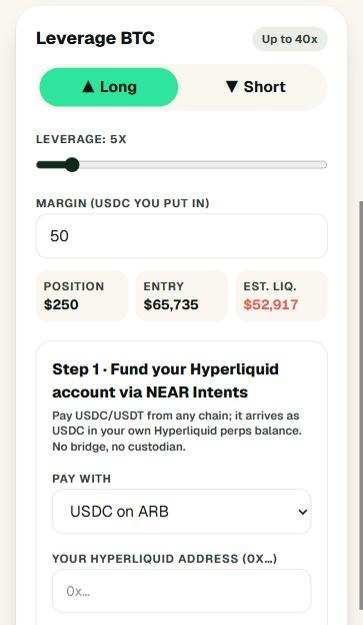 Leverage BTC
Up to 40x
▲ Long
▼ Short
LEVERAGE: 5X
MARGIN (USDC YOU PUT IN)
50
POSITION
$250
ENTRY
$65,735
EST. LIQ.
$52,917
Step 1 · Fund your Hyperliquid
account via NEAR Intents
Pay USDC/USDT from any chain; it arrives as
USDC in your own Hyperliquid perps balance.
No bridge, no custodian.
PAY WITH
USDC on ARB
YOUR HYPERLIQUID ADDRESS (0X…)
0x…